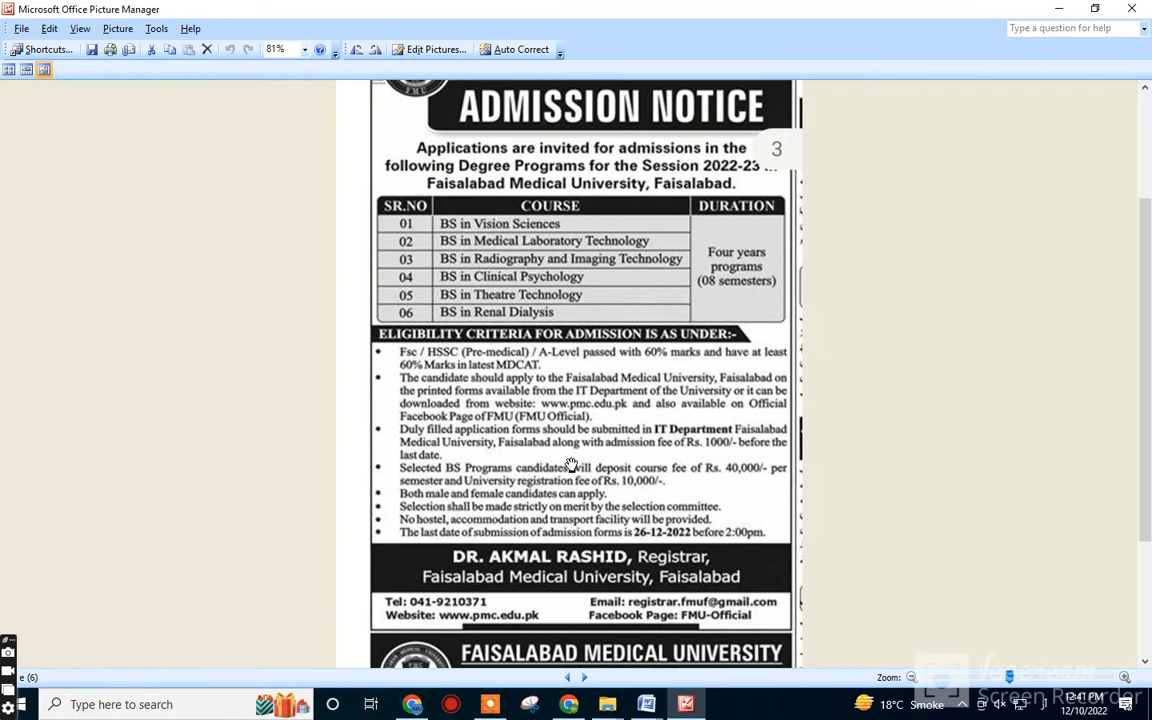 Microsoft Office Picture Manager
File Edit View Picture Tools Help
Type a question for help
Shortcuts... 81% Edit Pictures... Auto Correct
FMU
ADMISSION NOTICE
3
Applications are invited for admissions in the
following Degree Programs for the Session 2022-23
Faisalabad Medical University, Faisalabad.
SR.NO COURSE DURATION
01 BS in Vision Sciences
02 BS in Medical Laboratory Technology
03 BS in Radiography and Imaging Technology
04 BS in Clinical Psychology
05 BS in Theatre Technology
06 BS in Renal Dialysis
Four years
programs
(08 semesters)
ELIGIBILITY CRITERIA FOR ADMISSION IS AS UNDER:-
• Fsc / HSSC (Pre-medical) / A-Level passed with 60% marks and have at least
60% Marks in latest MDCAT.
• The candidate should apply to the Faisalabad Medical University, Faisalabad on
the printed forms available from the IT Department of the University or it can be
downloaded from website: www.pmc.edu.pk and also available on Official
Facebook Page of FMU (FMU Official).
• Duly filled application forms should be submitted in IT Department Faisalabad
Medical University, Faisalabad along with admission fee of Rs. 1000/- before the
last date.
• Selected BS Programs candidates will deposit course fee of Rs. 40,000/- per
semester and University registration fee of Rs. 10,000/-.
• Both male and female candidates can apply.
• Selection shall be made strictly on merit by the selection committee.
• No hostel, accommodation and transport facility will be provided.
• The last date of submission of admission forms is 26-12-2022 before 2:00pm.
DR. AKMAL RASHID, Registrar,
Faisalabad Medical University, Faisalabad
Tel: 041-9210371 Email: registrar.fmuf@gmail.com
Website: www.pmc.edu.pk Facebook Page: FMU-Official
FAISALABAD MEDICAL UNIVERSITY
e (6) Zoom:
Screen Recorder
Type here to search
18°C Smoke
12:41 PM
12/10/2022